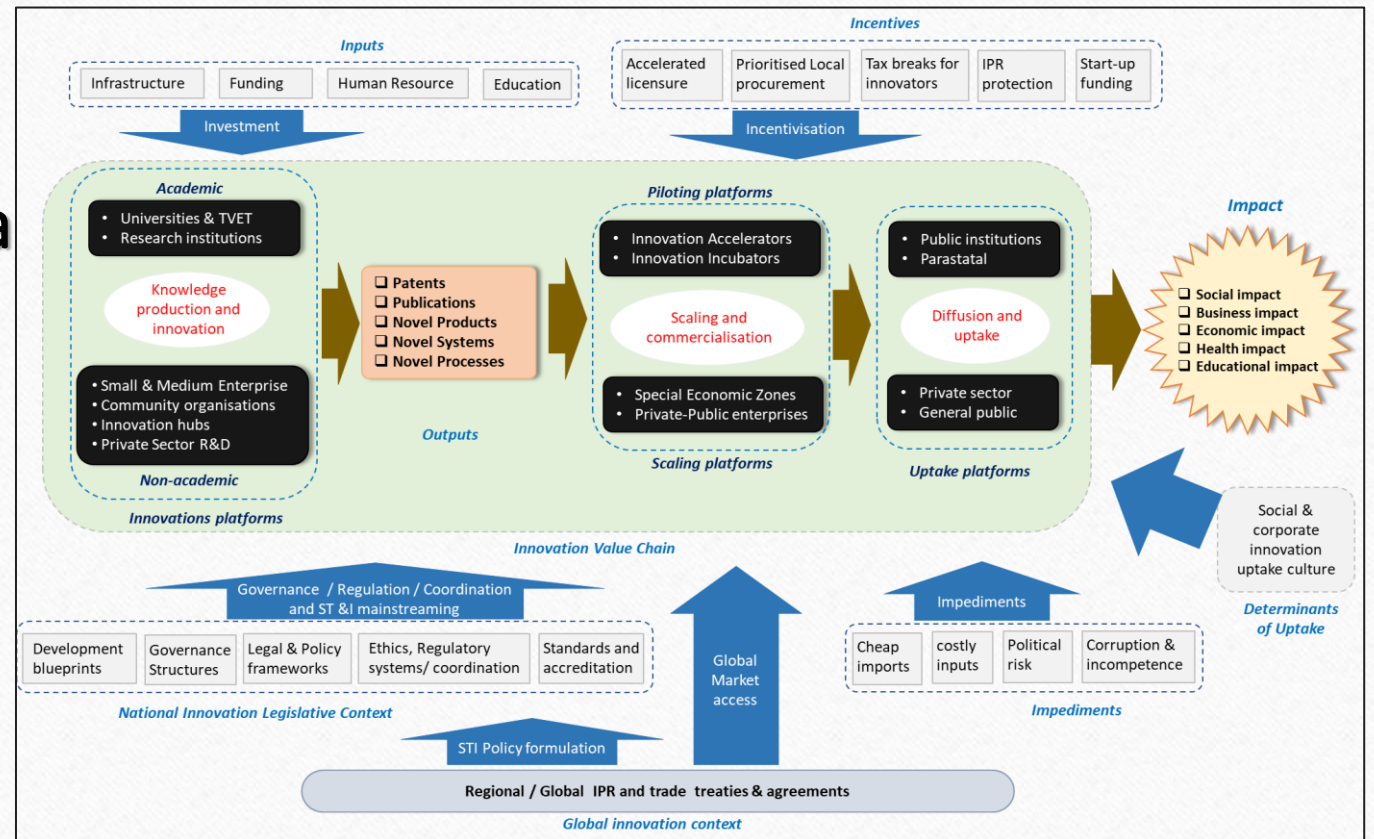 a
Inputs
Infrastructure
Funding
Human Resource
Education
Investment
Incentives
Accelerated
licensure
Prioritised Local
procurement
Tax breaks for
innovators
IPR
protection
Start-up
funding
Incentivisation
Academic
• Universities & TVET
• Research institutions
Knowledge
production and
innovation
• Small & Medium Enterprise
• Community organisations
• Innovation hubs
• Private Sector R&D
Non-academic
Innovations platforms
❑ Patents
❑ Publications
❑ Novel Products
❑ Novel Systems
❑ Novel Processes
Outputs
Piloting platforms
• Innovation Accelerators
• Innovation Incubators
Scaling and
commercialisation
• Special Economic Zones
• Private-Public enterprises
Scaling platforms
• Public institutions
• Parastatal
Diffusion and
uptake
• Private sector
• General public
Uptake platforms
Impact
❑ Social impact
❑ Business impact
❑ Economic impact
❑ Health impact
❑ Educational impact
Innovation Value Chain
Social &
corporate
innovation
uptake culture
Determinants
of Uptake
Governance / Regulation / Coordination
and ST &I mainstreaming
Development
blueprints
Governance
Structures
Legal & Policy
frameworks
Ethics, Regulatory
systems/ coordination
Standards and
accreditation
National Innovation Legislative Context
Global
Market
access
Impediments
Cheap
imports
costly
inputs
Political
risk
Corruption &
incompetence
Impediments
STI Policy formulation
Regional / Global IPR and trade treaties & agreements
Global innovation context